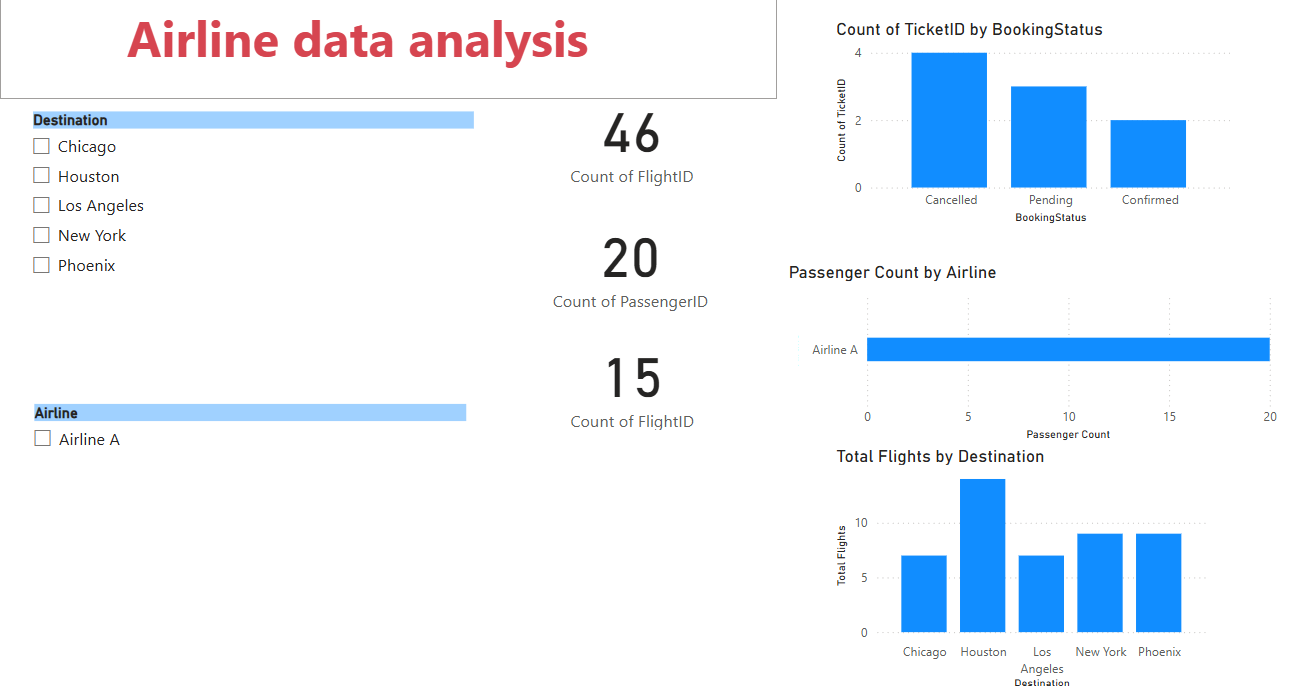 Airline data analysis
Destination
Chicago
Houston
Los Angeles
New York
Phoenix
Airline
Airline A
46
Count of FlightID
20
Count of PassengerID
15
Count of FlightID
Count of TicketID by BookingStatus
Count of TicketID
4
2
0
Cancelled Pending Confirmed
BookingStatus
Passenger Count by Airline
Airline A
0 5 10 15 20
Passenger Count
Total Flights by Destination
Total Flights
10
5
0
Chicago Houston Los Angeles New York Phoenix
Destination